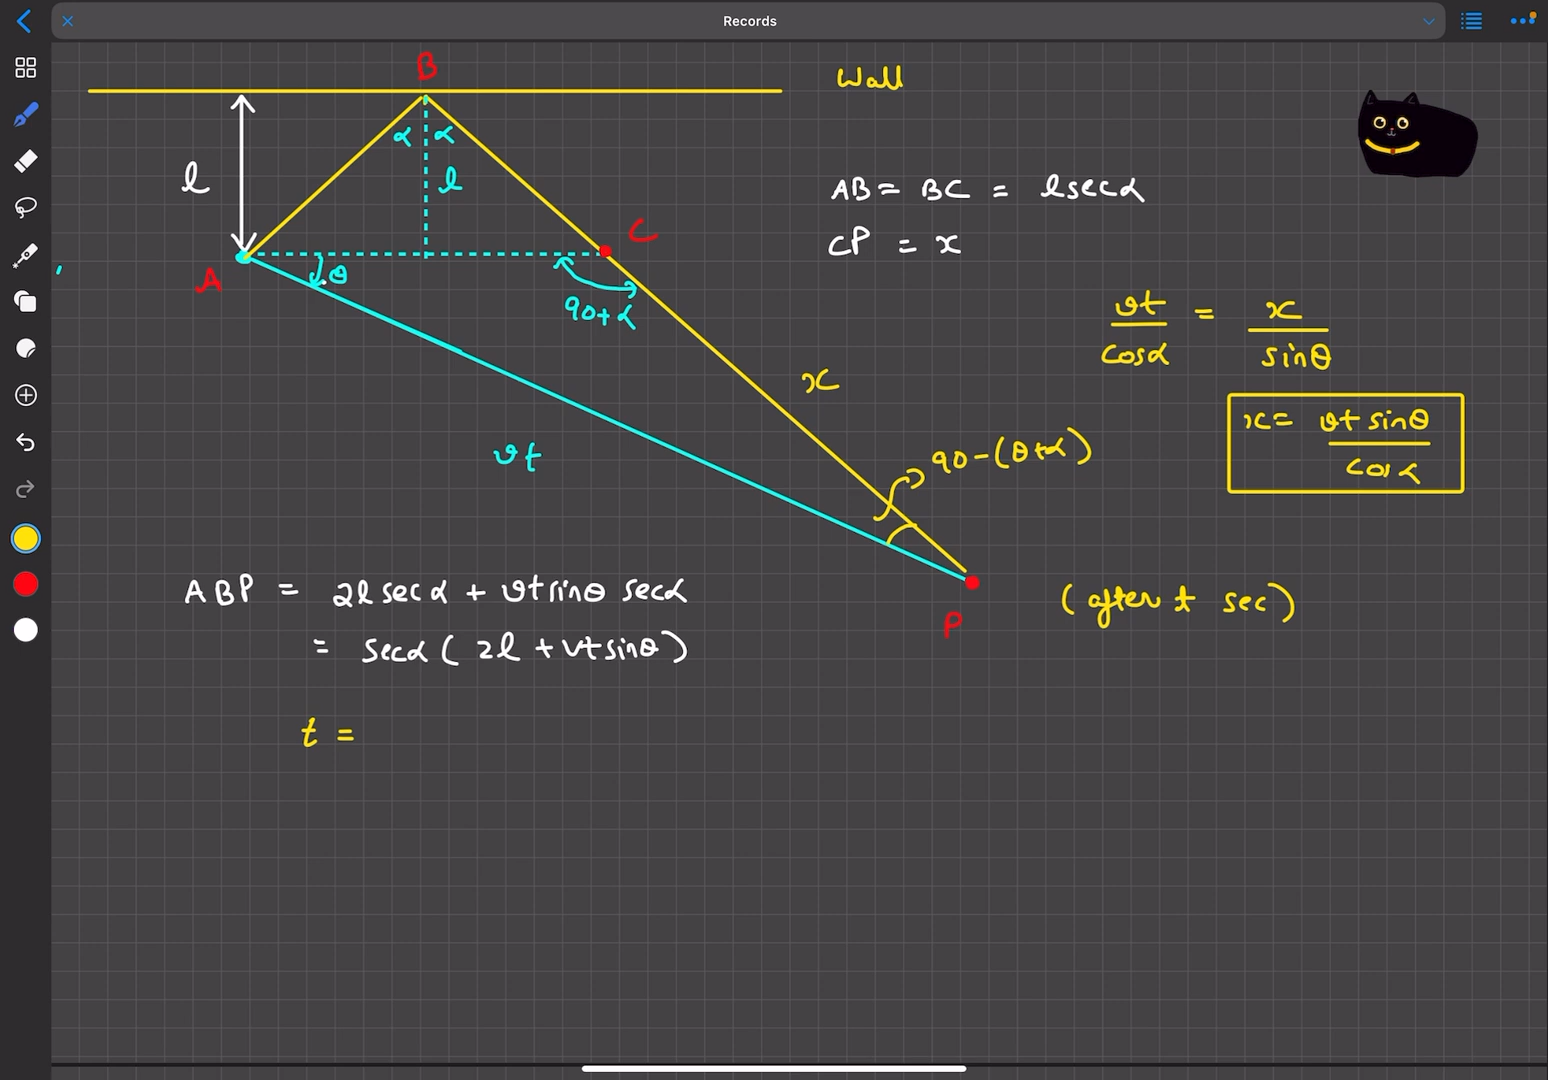 Records
B
Wall
α α
l
l
AB = BC = l secα
C
CP = x
A
θ
90+α
vt/cosα = x/sinθ
x
x = vt sinθ/cosα
vt
90-(θ+α)
ABP = 2l secα + vt sinθ secα
= secα ( 2l + vt sinθ )
(after t sec)
P
t =